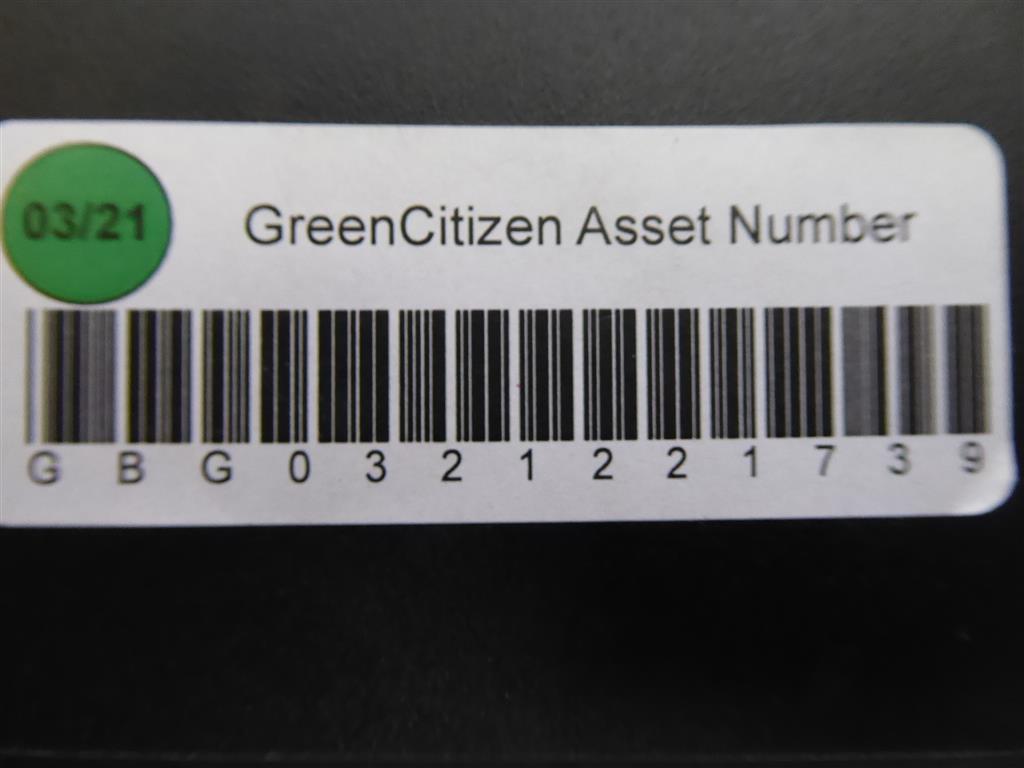 03/21
GreenCitizen Asset Number
G B G 0 3 2 1 2 2 1 7 3 9